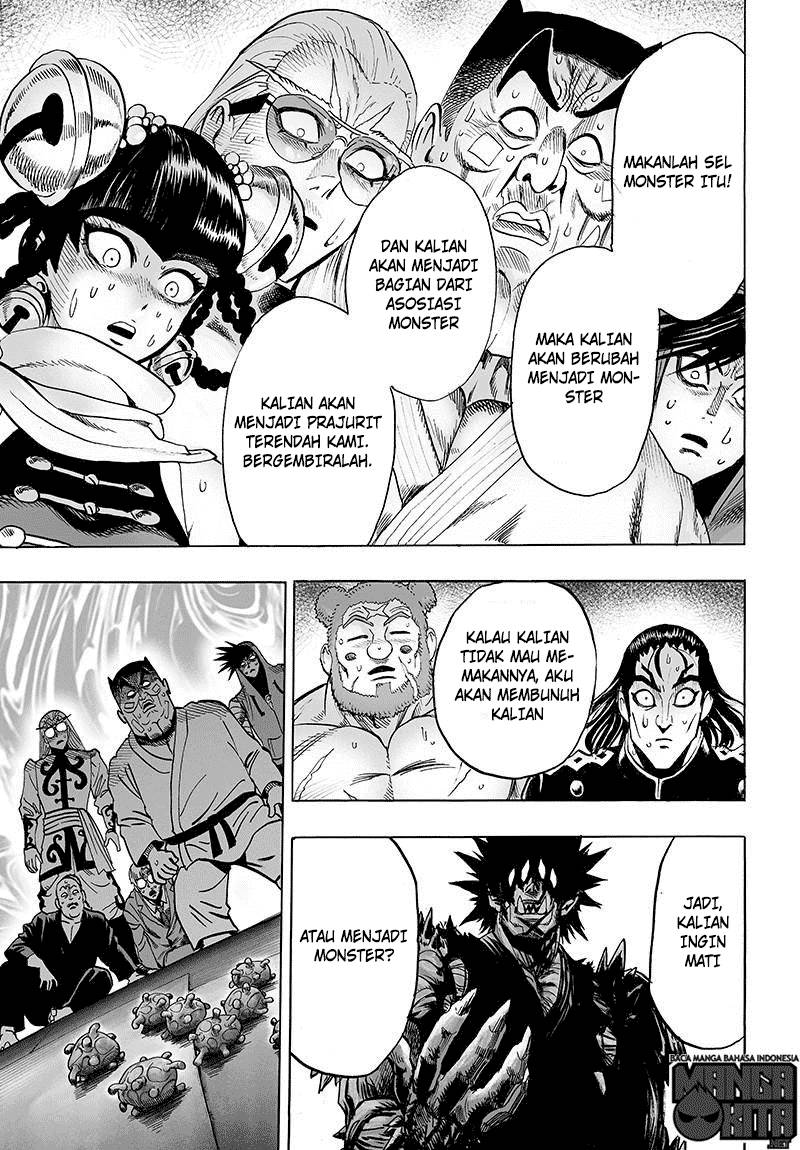 MAKANLAH SEL
MONSTER ITU!
MAKA KALIAN
AKAN BERUBAH
MENJADI MON-
STER
DAN KALIAN
AKAN MENJADI
BAGIAN DARI
ASOSIASI
MONSTER
KALIAN AKAN
MENJADI PRAJURIT
TERENDAH KAMI.
BERGEMBIRALAH.
KALAU KALIAN
TIDAK MAU ME-
MAKANNYA, AKU
AKAN MEMBUNUH
KALIAN
JADI,
KALIAN
INGIN
MATI
ATAU MENJADI
MONSTER?
BACA MANGA BAHASA INDONESIA
MANGA
KITA
.NET